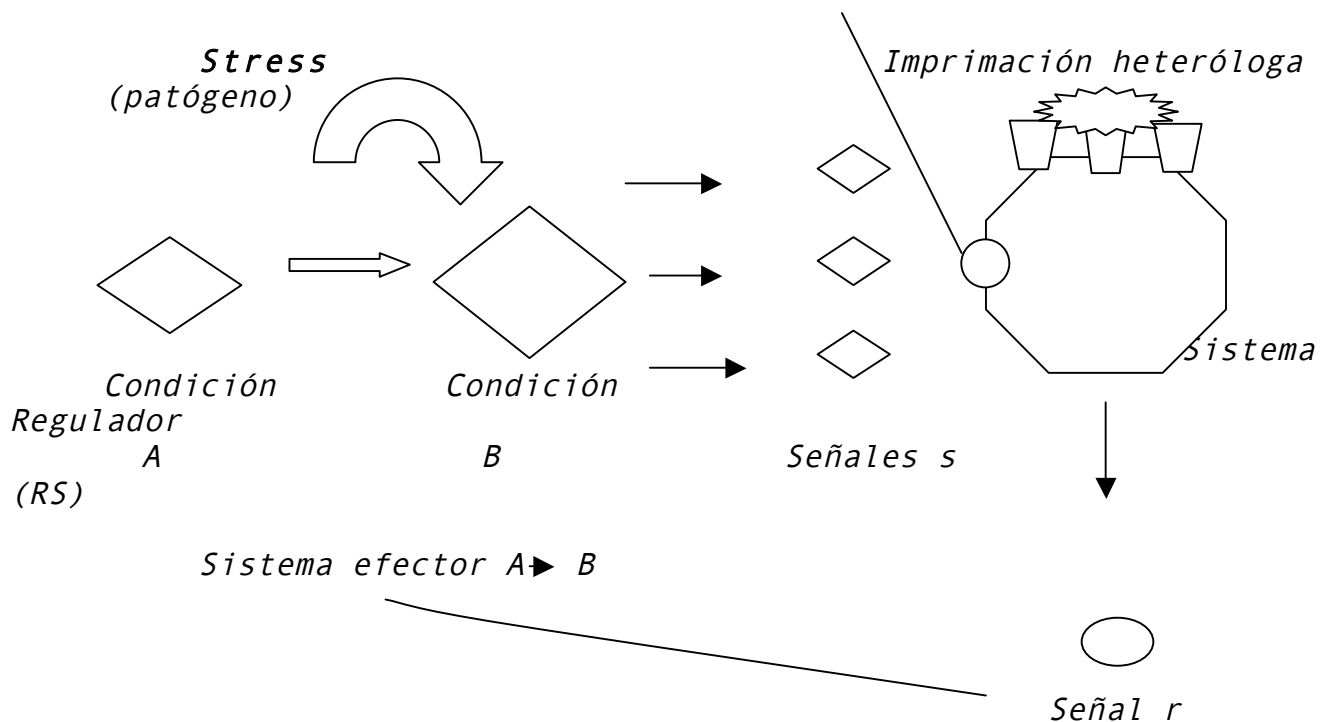 Stress
(patógeno)
Imprimación heteróloga
Sistema
Condición Condición
Regulador
A B Señales s
(RS)
Sistema efector A B
Señal r